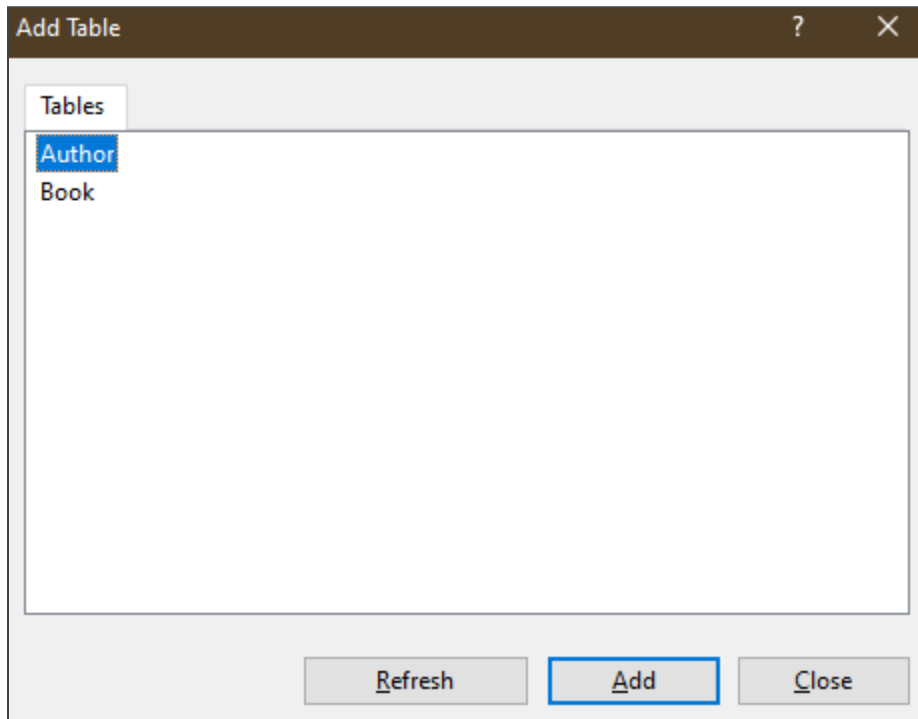 Add Table ?
Tables
Author
Book
Refresh Add Close